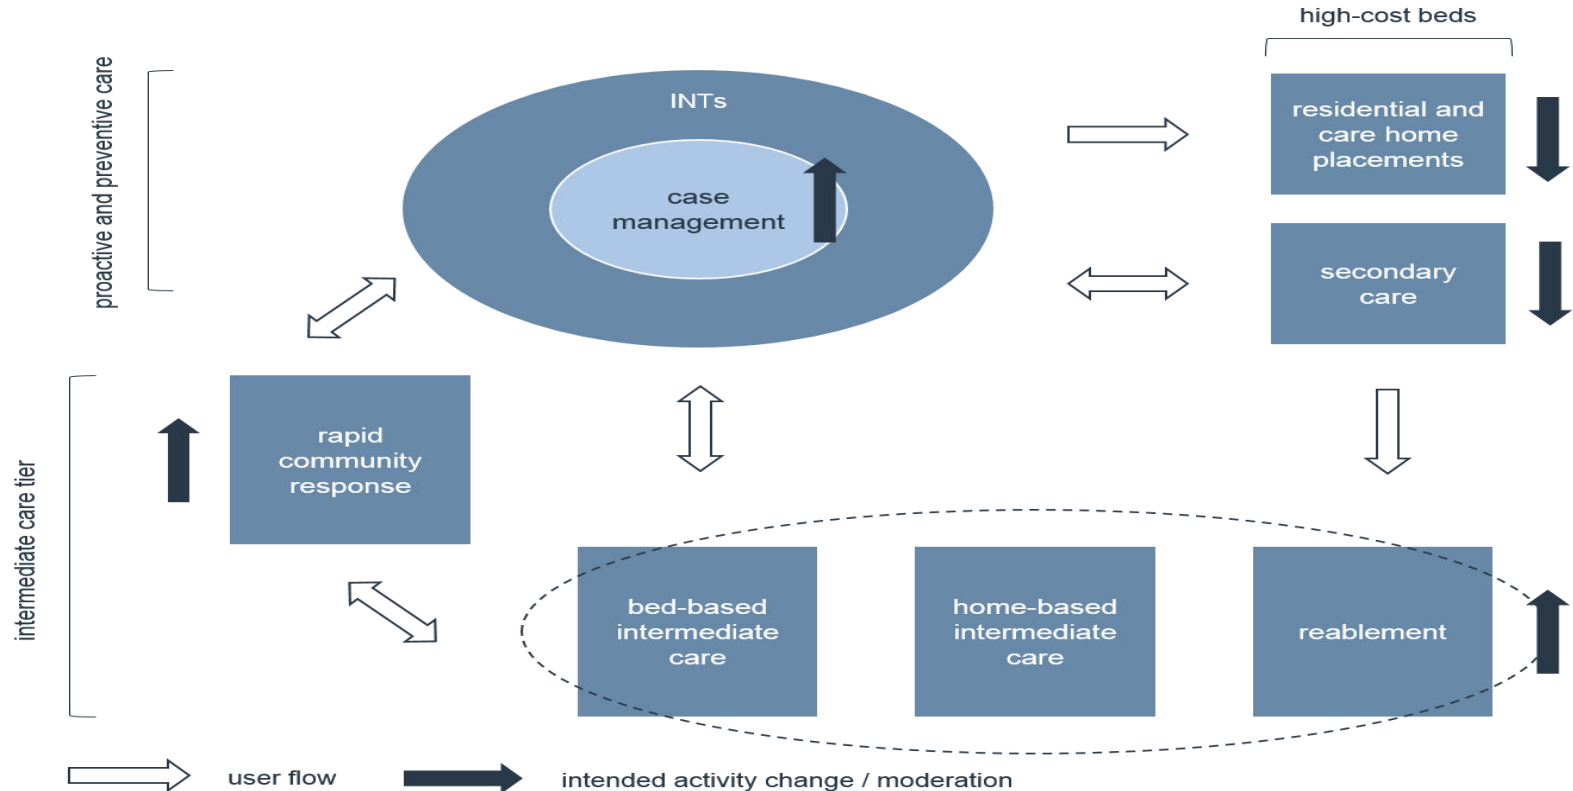 high-cost beds
proactive and preventive care
INTs
case
management
residential and
care home
placements
secondary
care
intermediate care tier
rapid
community
response
bed-based
intermediate
care
home-based
intermediate
care
reablement
user flow
intended activity change / moderation